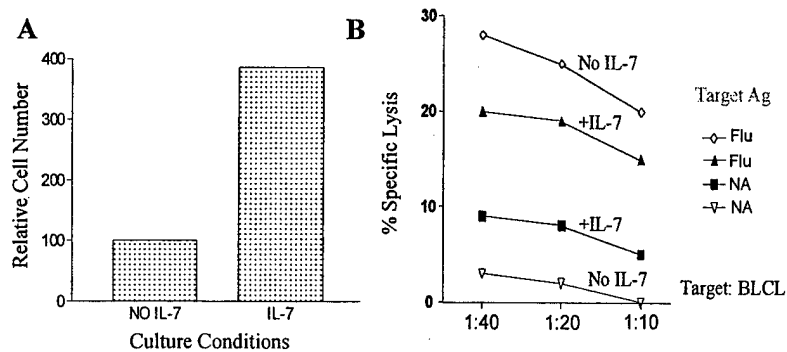 A
400
300
200
100
0
Relative Cell Number
NO IL-7
IL-7
Culture Conditions
B
30
20
10
0
% Specific Lysis
No IL-7
+IL-7
+IL-7
No IL-7
1:40
1:20
1:10
Target Ag
Flu
Flu
NA
NA
Target: BLCL